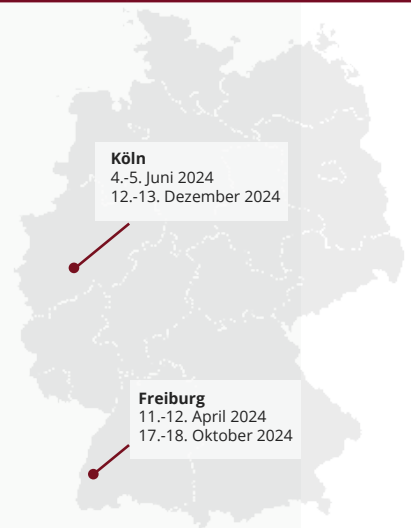 Köln
4.-5. Juni 2024
12.-13. Dezember 2024
Freiburg
11.-12. April 2024
17.-18. Oktober 2024